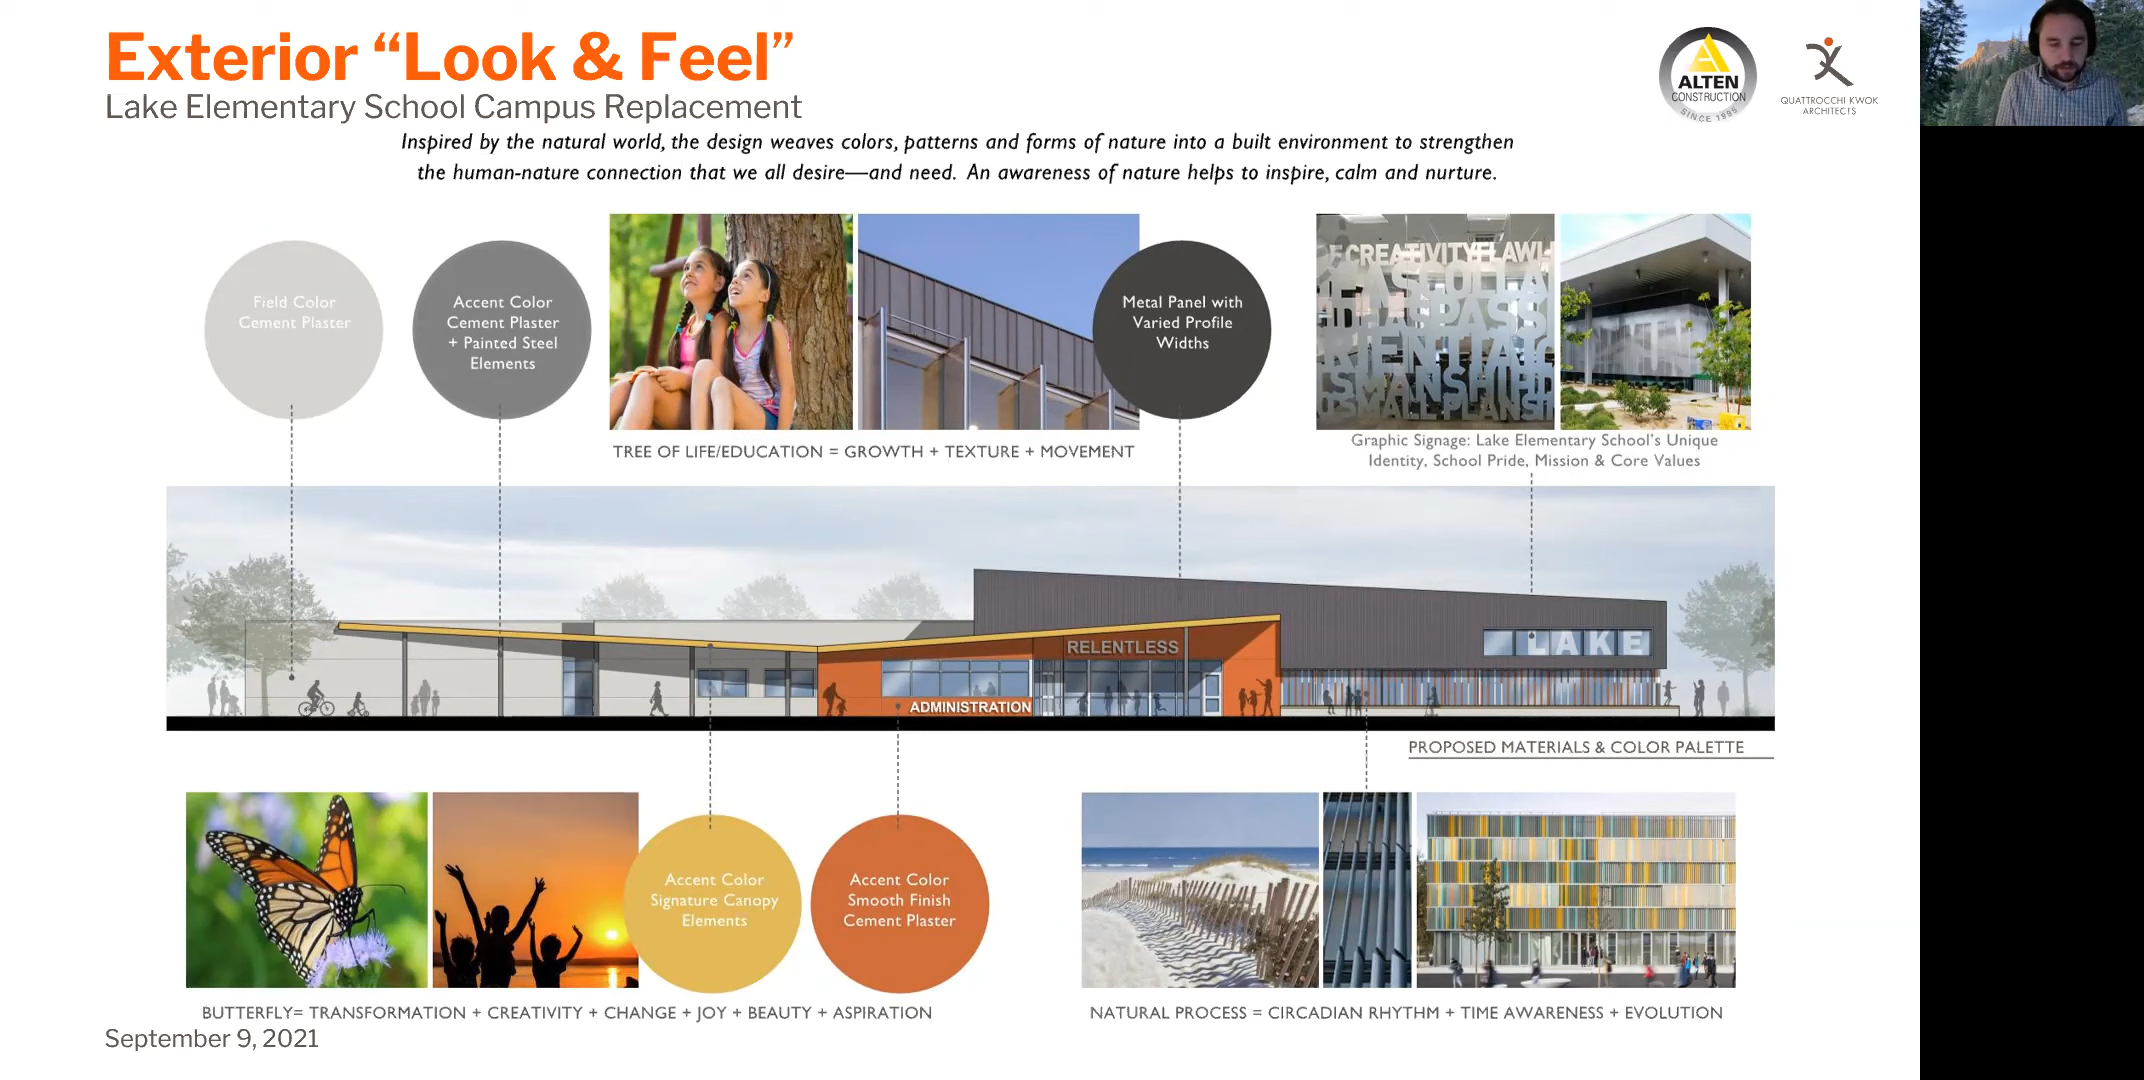 Exterior “Look & Feel”
Lake Elementary School Campus Replacement
ALTEN
CONSTRUCTION
SINCE 1995
QUATTROCCHI KWOK
ARCHITECTS
Inspired by the natural world, the design weaves colors, patterns and forms of nature into a built environment to strengthen
the human-nature connection that we all desire—and need. An awareness of nature helps to inspire, calm and nurture.
Field Color
Cement Plaster
Accent Color
Cement Plaster
+ Painted Steel
Elements
Metal Panel with
Varied Profile
Widths
CREATIVITY
TREE OF LIFE/EDUCATION = GROWTH + TEXTURE + MOVEMENT
Graphic Signage: Lake Elementary School's Unique
Identity, School Pride, Mission & Core Values
RELENTLESS
LAKE
ADMINISTRATION
PROPOSED MATERIALS & COLOR PALETTE
Accent Color
Signature Canopy
Elements
Accent Color
Smooth Finish
Cement Plaster
BUTTERFLY= TRANSFORMATION + CREATIVITY + CHANGE + JOY + BEAUTY + ASPIRATION
NATURAL PROCESS = CIRCADIAN RHYTHM + TIME AWARENESS + EVOLUTION
September 9, 2021